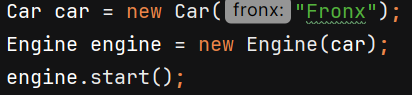 Car car = new Car( fronx: "Fronx");
Engine engine = new Engine(car);
engine.start();